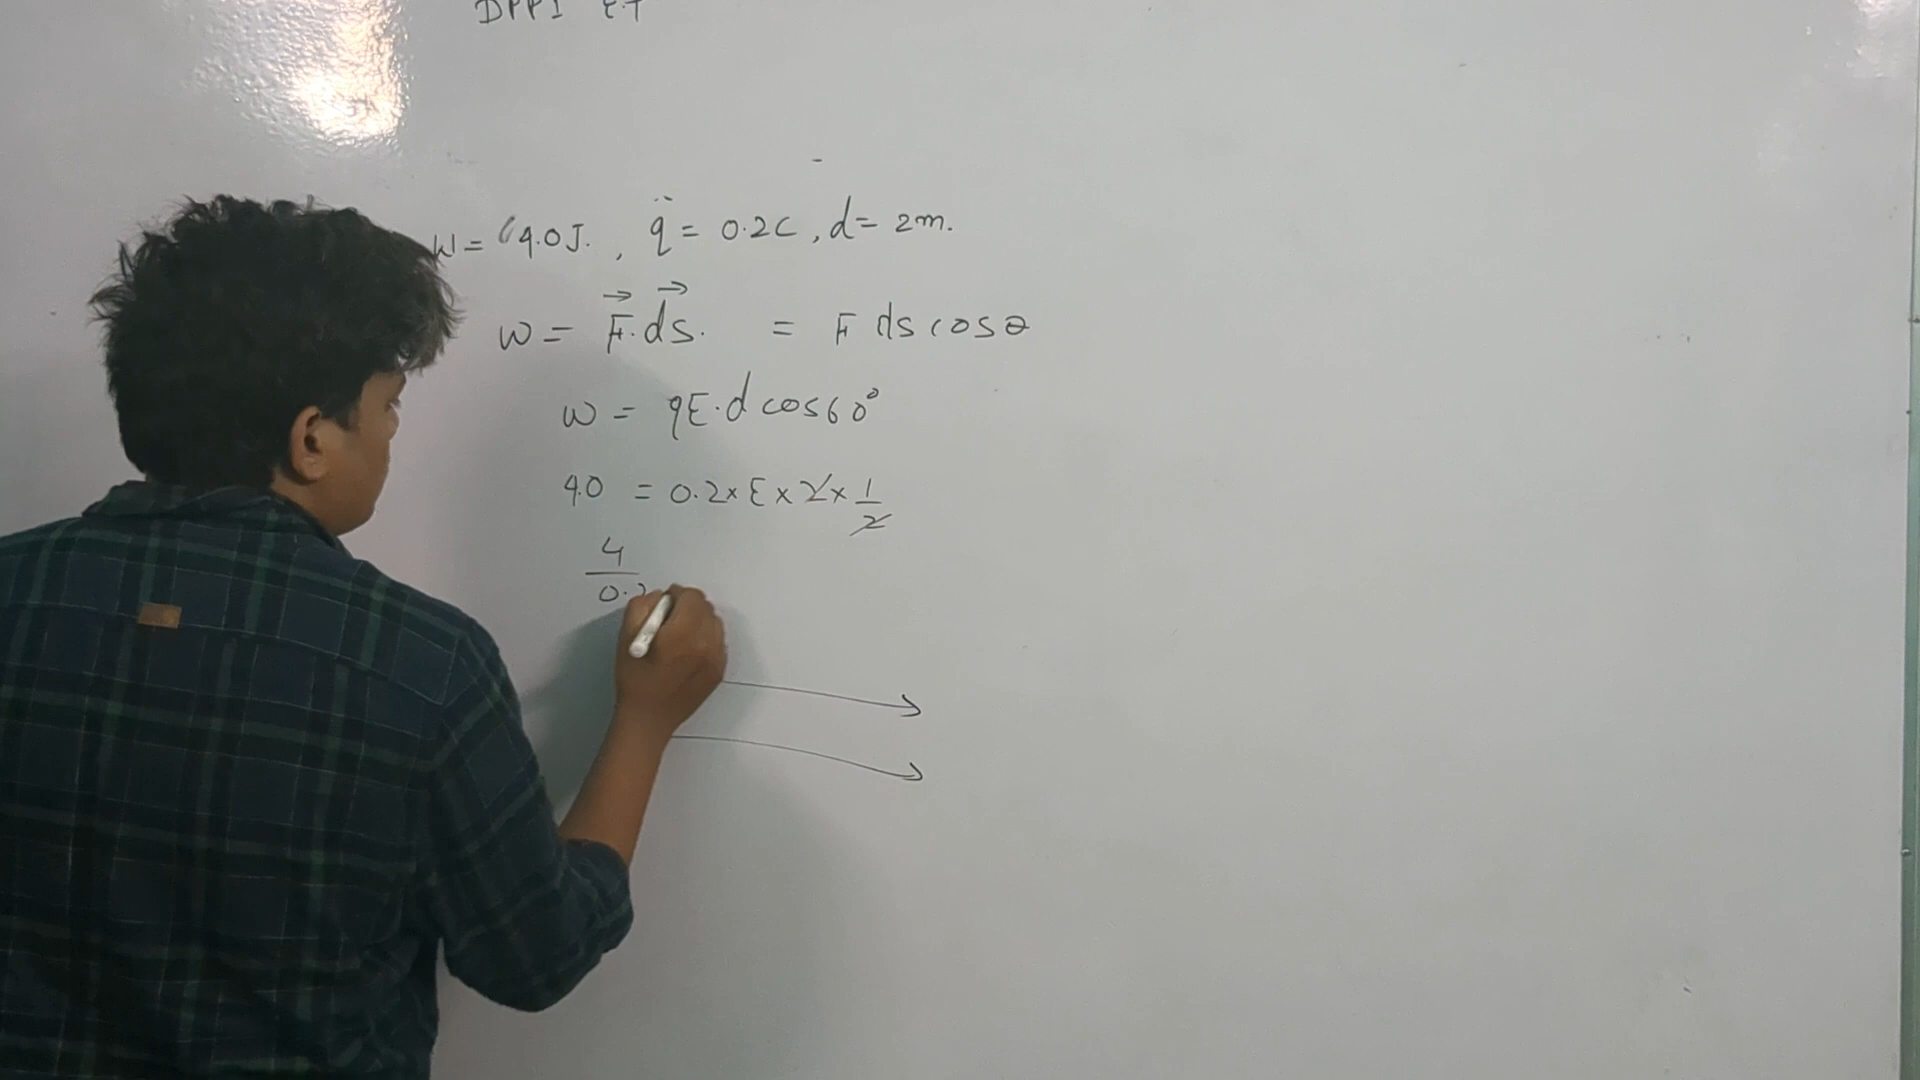 W = 4.0J. , q = 0.2C , d = 2m.
w = F⃗.ds⃗. = F ds cosθ
w = qE.d cos60°
4.0 = 0.2 × E × 2 × 1/2
4/0.2